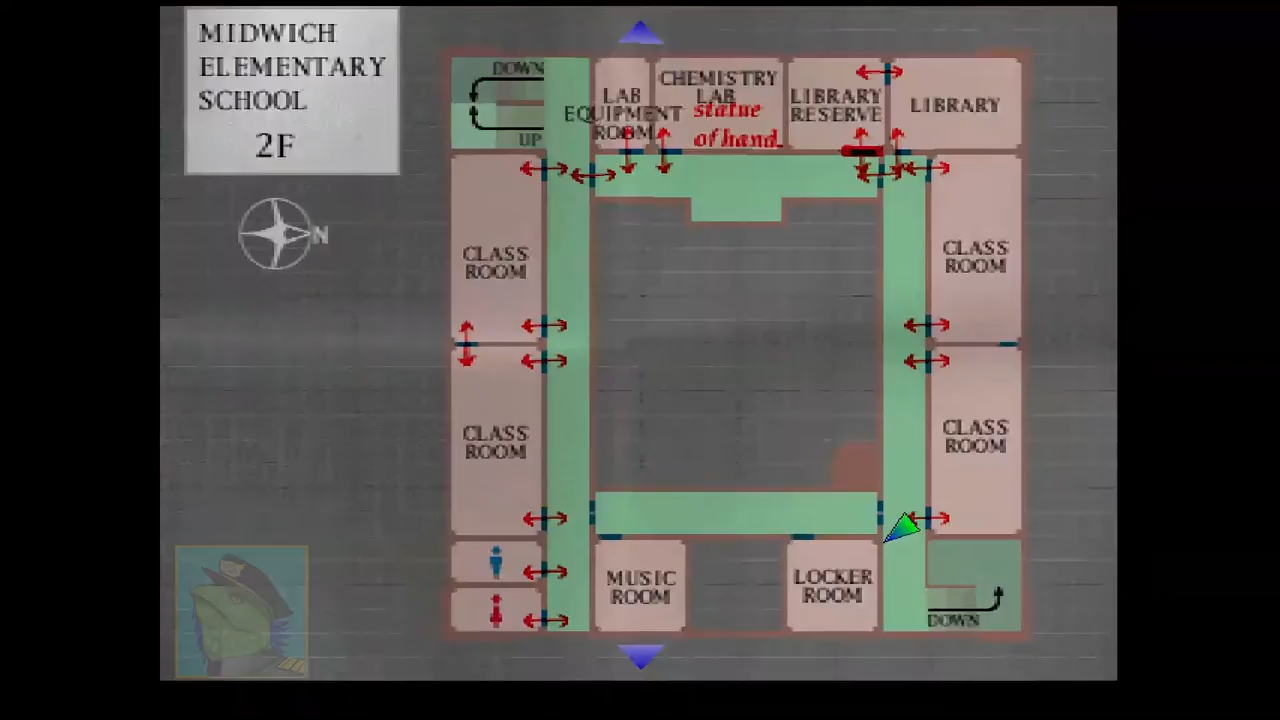 MIDWICH
ELEMENTARY
SCHOOL
2F
N
DOWN
UP
LAB
EQUIPMENT
ROOM
CHEMISTRY
LAB
statue
of hand.
LIBRARY
RESERVE
LIBRARY
CLASS
ROOM
CLASS
ROOM
CLASS
ROOM
CLASS
ROOM
MUSIC
ROOM
LOCKER
ROOM
DOWN